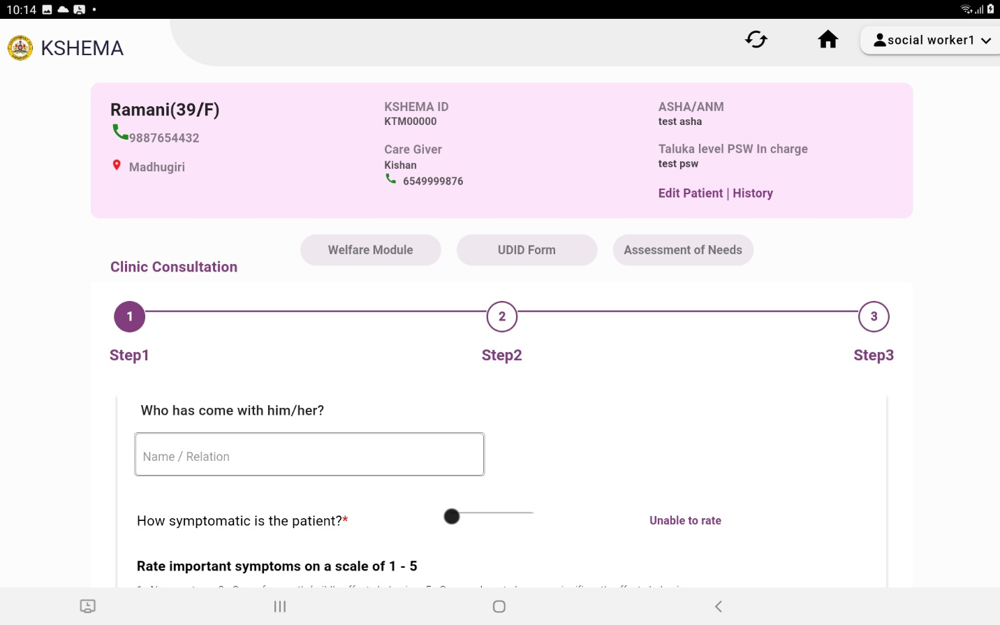 10:14
KSHEMA
social worker1
Ramani(39/F)
9887654432
Madhugiri
KSHEMA ID
KTM00000
Care Giver
Kishan
6549999876
ASHA/ANM
test asha
Taluka level PSW In charge
test psw
Edit Patient | History
Welfare Module
UDID Form
Assessment of Needs
Clinic Consultation
1
2
3
Step1
Step2
Step3
Who has come with him/her?
Name / Relation
How symptomatic is the patient?*
Unable to rate
Rate important symptoms on a scale of 1 - 5